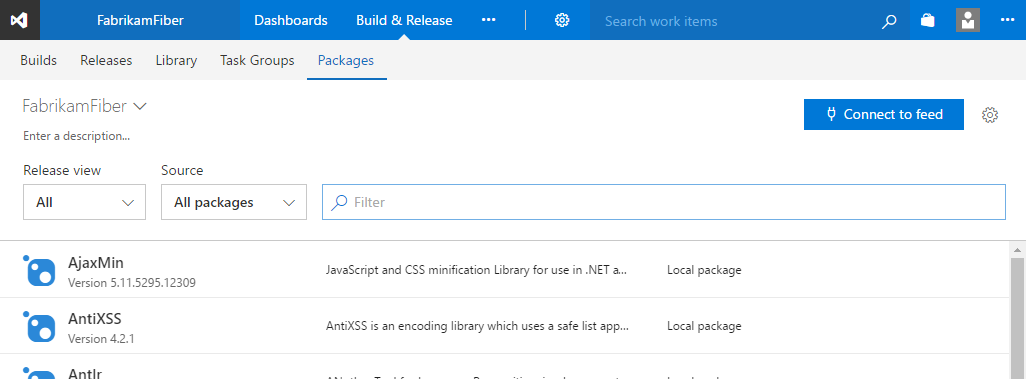 FabrikamFiber Dashboards Build & Release ••• Search work items •••
Builds Releases Library Task Groups Packages
FabrikamFiber
Connect to feed
Enter a description...
Release view Source
All All packages Filter
AjaxMin
Version 5.11.5295.12309
JavaScript and CSS minification Library for use in .NET a...
Local package
AntiXSS
Version 4.2.1
AntiXSS is an encoding library which uses a safe list app...
Local package
Antlr